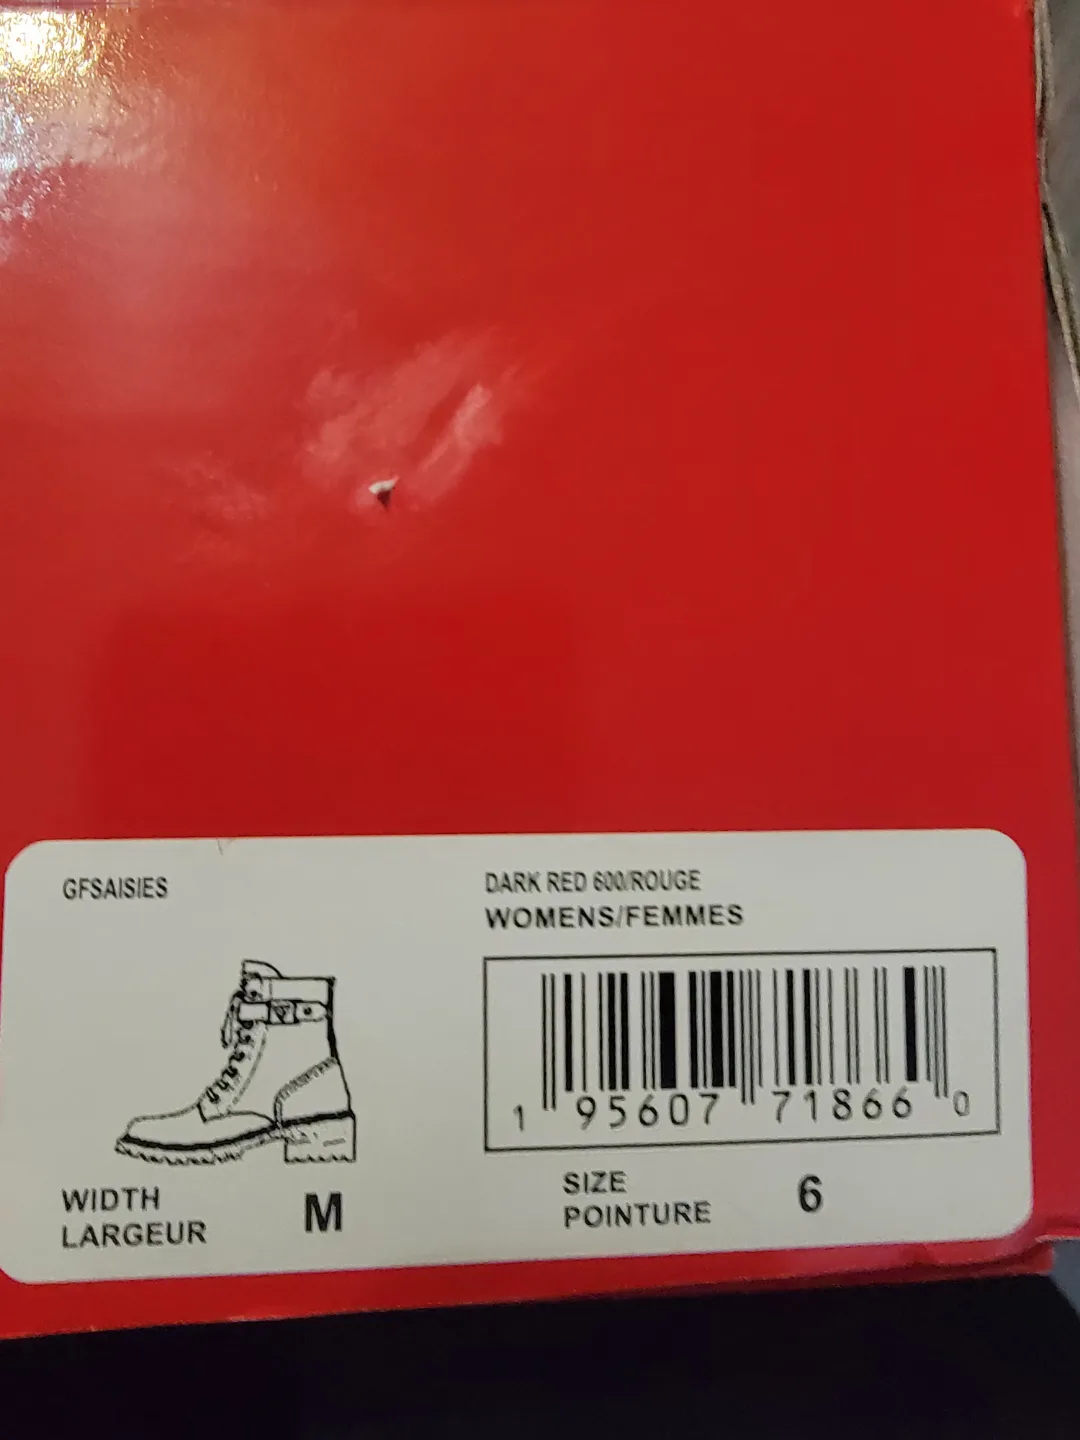 GFSAISIES
DARK RED 600/ROUGE
WOMENS/FEMMES
1 95607 71866 0
WIDTH
LARGEUR
M
SIZE
POINTURE
6